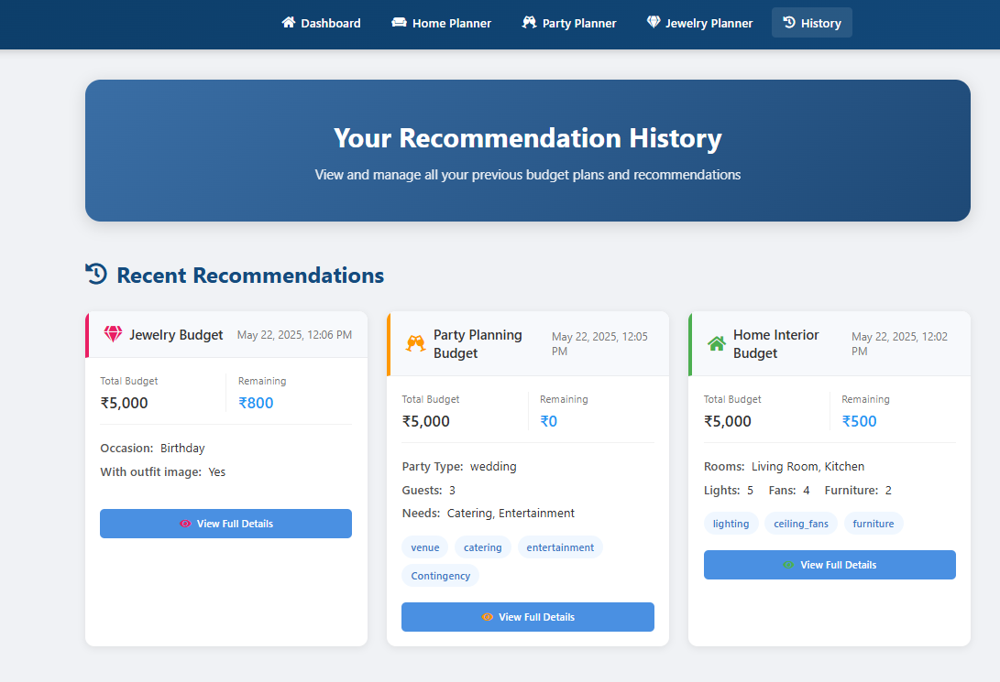 Dashboard Home Planner Party Planner Jewelry Planner History
Your Recommendation History
View and manage all your previous budget plans and recommendations
Recent Recommendations
Jewelry Budget May 22, 2025, 12:06 PM
Total Budget Remaining
₹5,000 ₹800
Occasion: Birthday
With outfit image: Yes
View Full Details
Party Planning
Budget
May 22, 2025, 12:05
PM
Total Budget Remaining
₹5,000 ₹0
Party Type: wedding
Guests: 3
Needs: Catering, Entertainment
venue catering entertainment
Contingency
View Full Details
Home Interior
Budget
May 22, 2025, 12:02
PM
Total Budget Remaining
₹5,000 ₹500
Rooms: Living Room, Kitchen
Lights: 5 Fans: 4 Furniture: 2
lighting ceiling_fans furniture
View Full Details